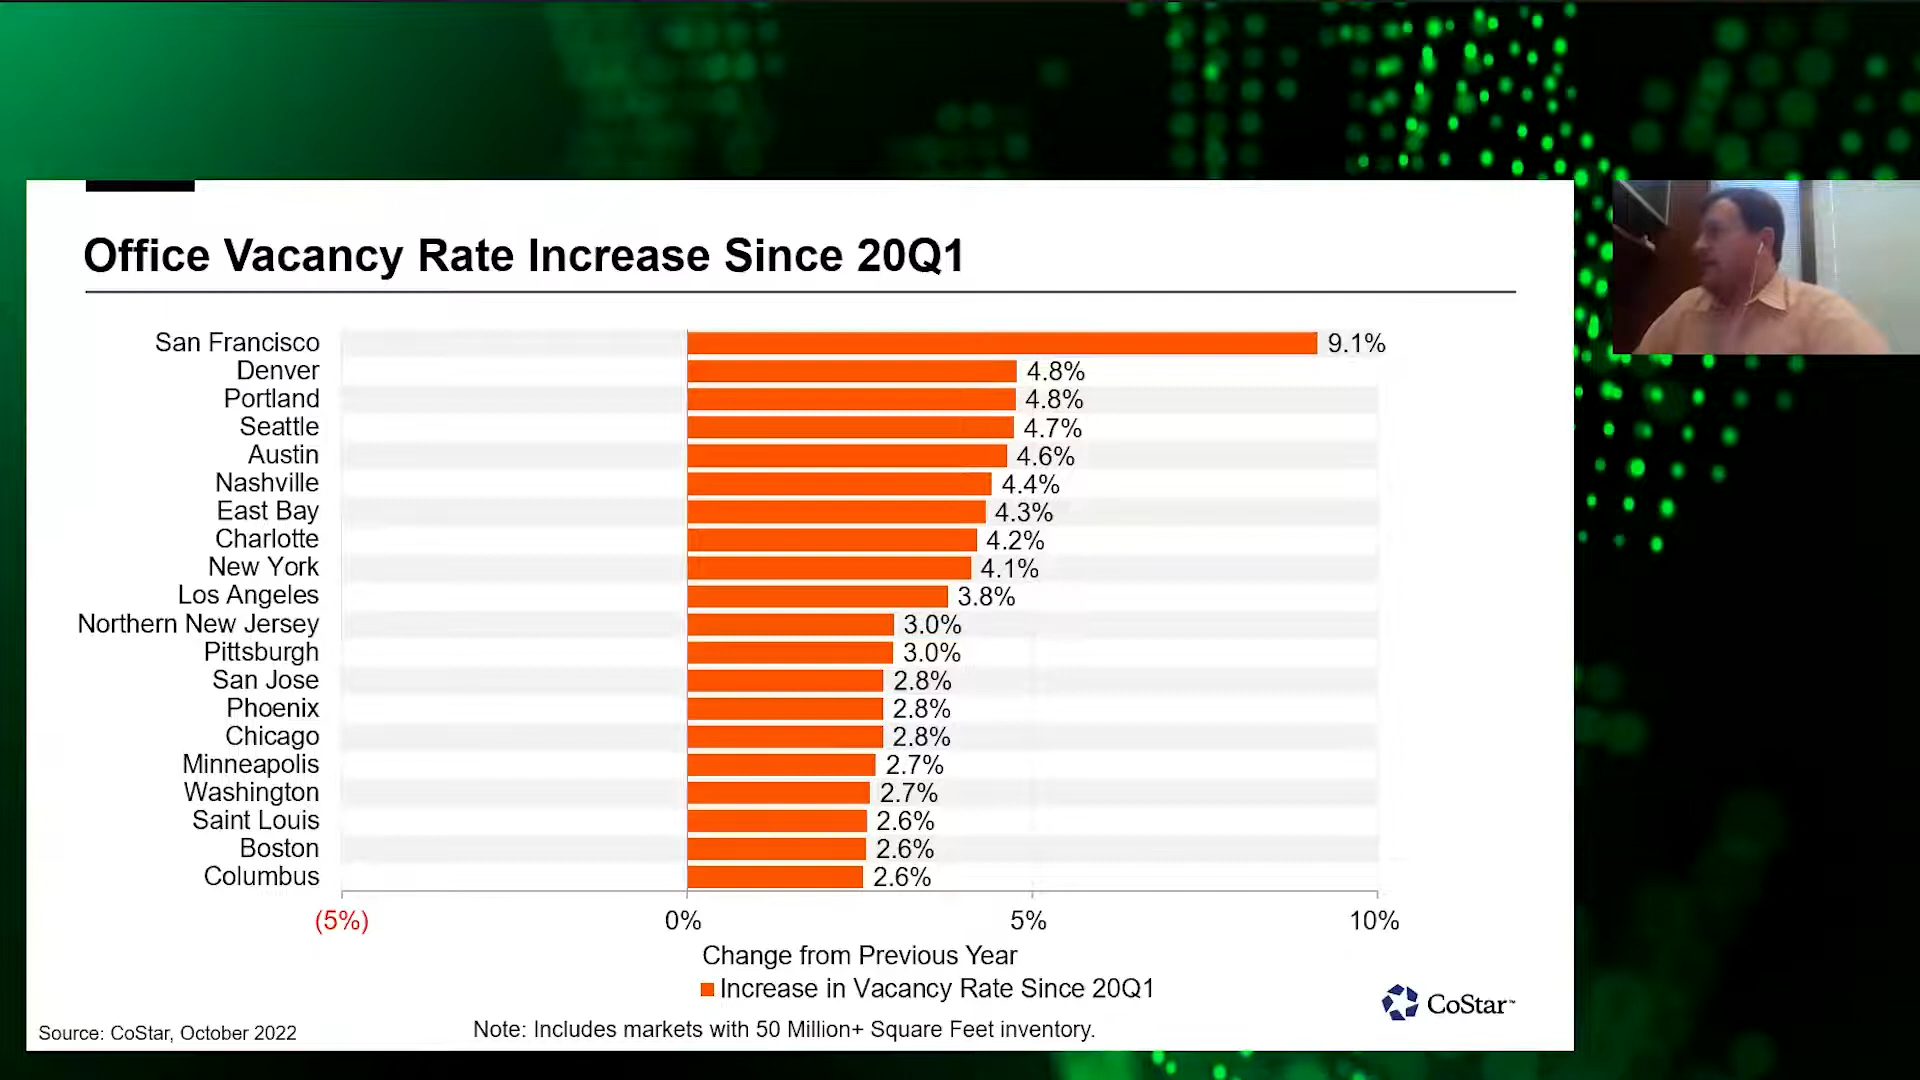 Office Vacancy Rate Increase Since 20Q1
San Francisco 9.1%
Denver 4.8%
Portland 4.8%
Seattle 4.7%
Austin 4.6%
Nashville 4.4%
East Bay 4.3%
Charlotte 4.2%
New York 4.1%
Los Angeles 3.8%
Northern New Jersey 3.0%
Pittsburgh 3.0%
San Jose 2.8%
Phoenix 2.8%
Chicago 2.8%
Minneapolis 2.7%
Washington 2.7%
Saint Louis 2.6%
Boston 2.6%
Columbus 2.6%
(5%) 0% 5% 10%
Change from Previous Year
Increase in Vacancy Rate Since 20Q1
CoStar™
Source: CoStar, October 2022
Note: Includes markets with 50 Million+ Square Feet inventory.